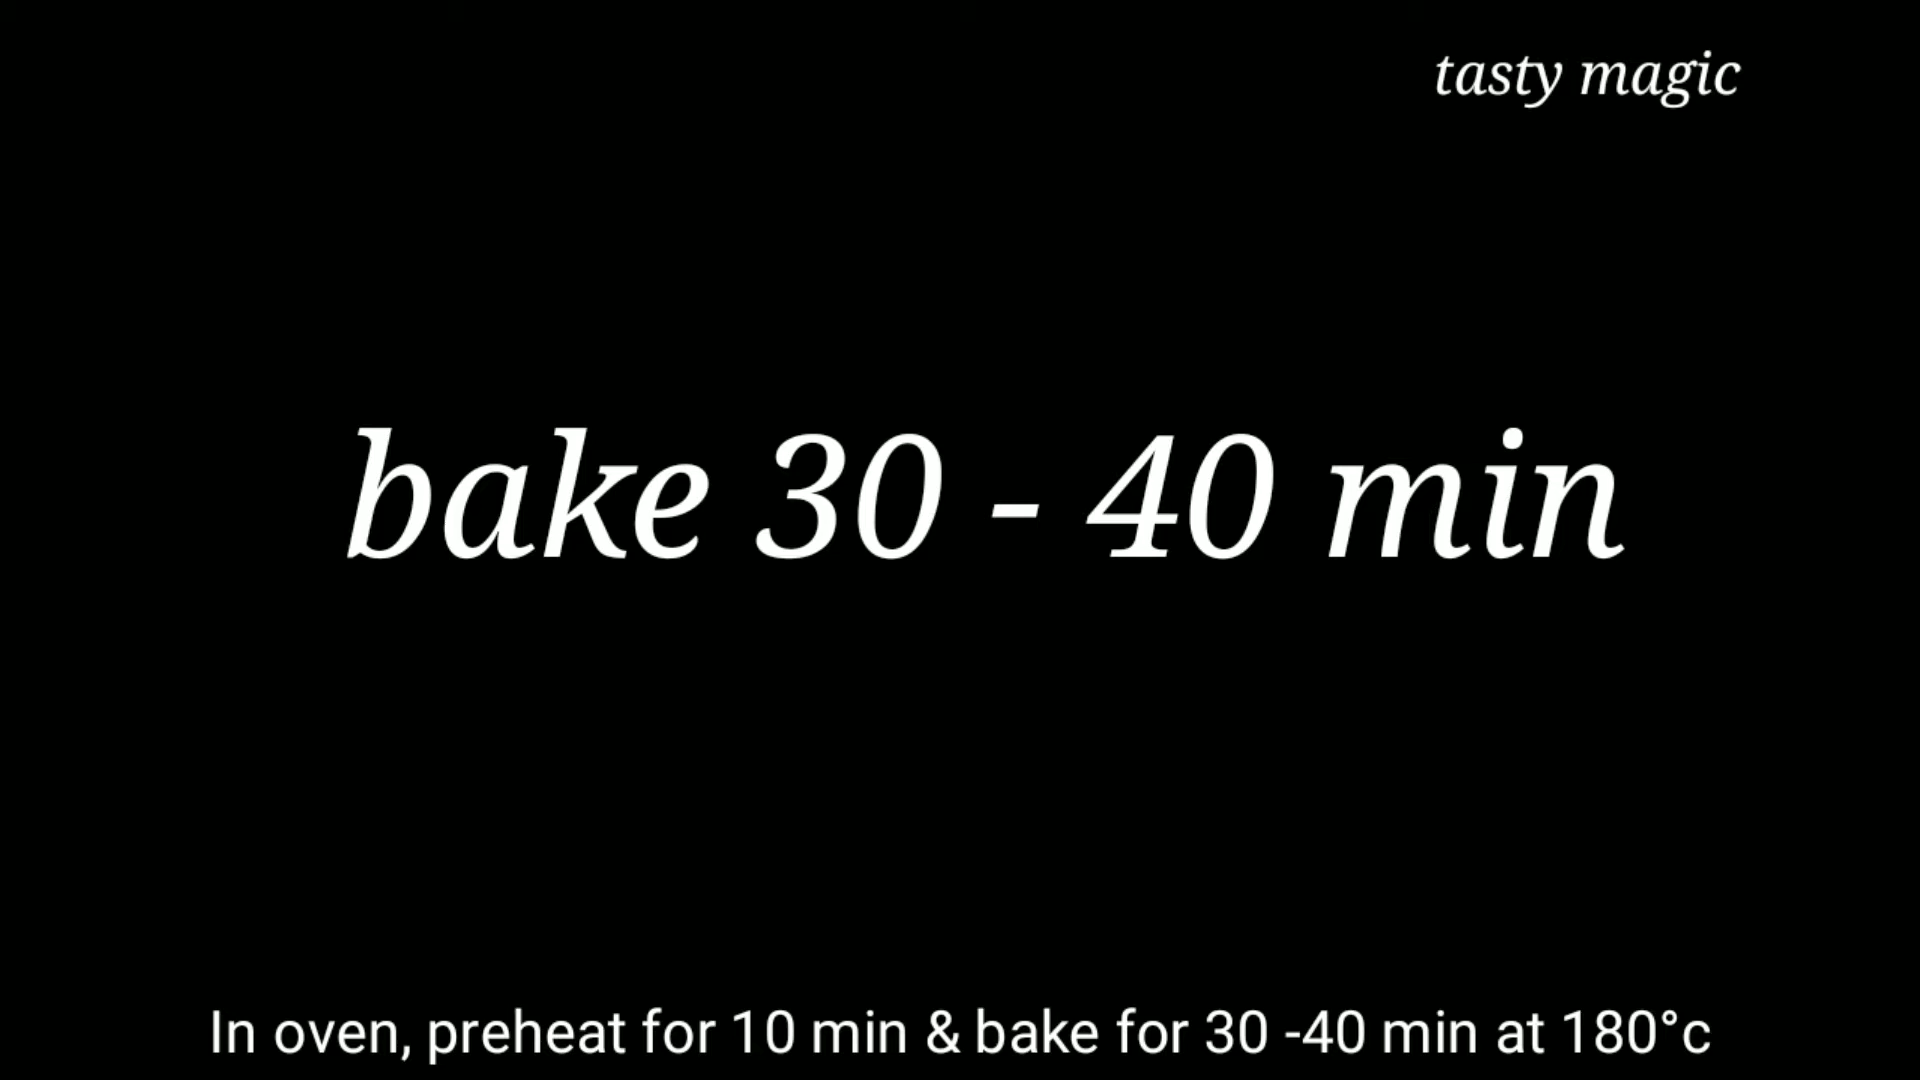 tasty magic
bake 30 - 40 min
In oven, preheat for 10 min & bake for 30 -40 min at 180°c